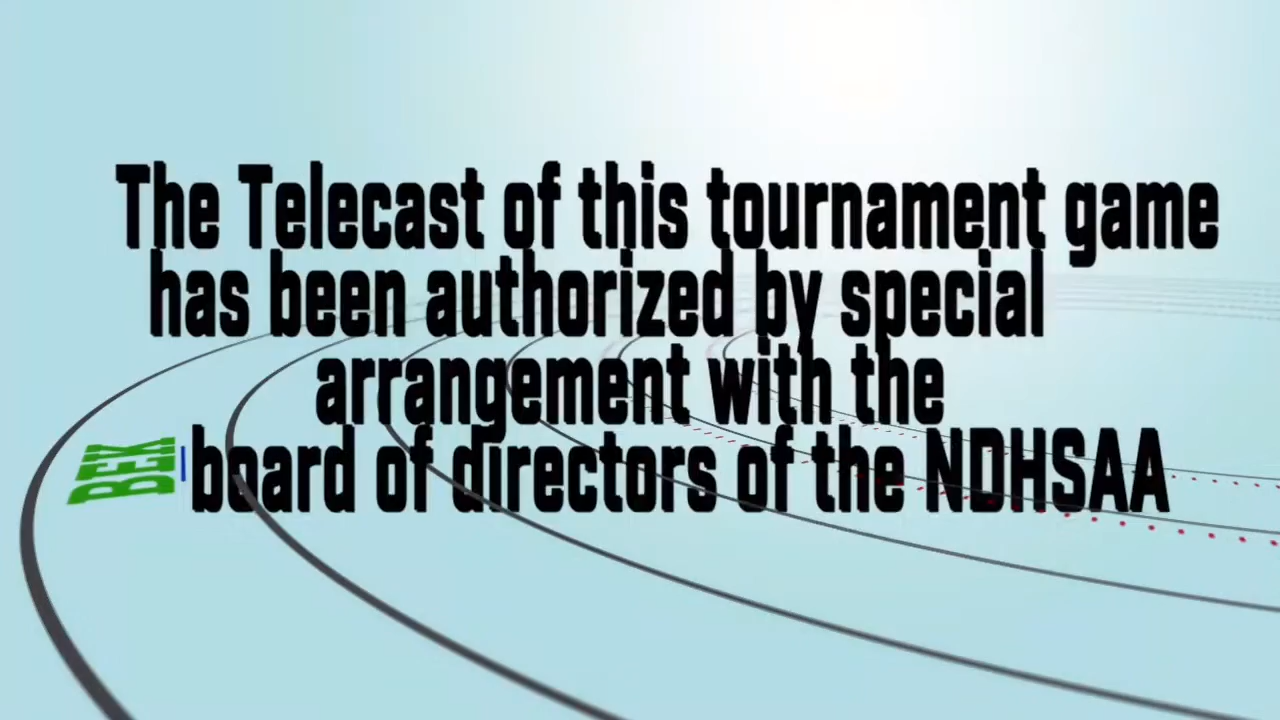 The Telecast of this tournament game
has been authorized by special
arrangement with the
board of directors of the NDHSAA
BEK